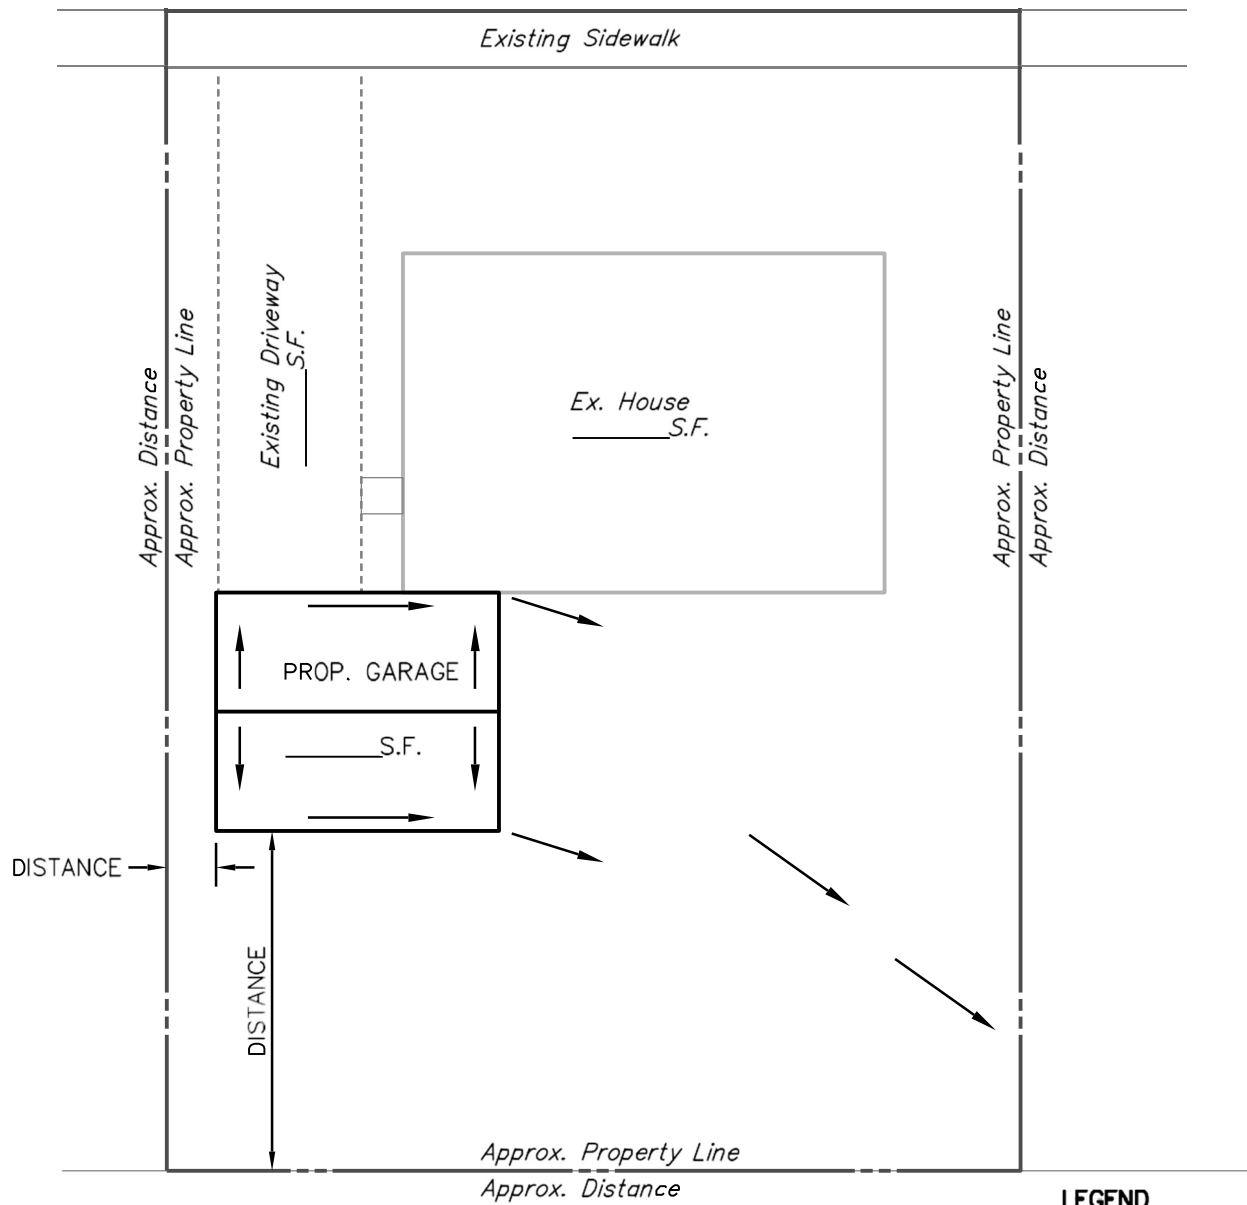 Existing Sidewalk
Approx. Distance
Approx. Property Line
Existing Driveway
S.F.
Ex. House
S.F.
Approx. Property Line
Approx. Distance
PROP. GARAGE
S.F.
DISTANCE
DISTANCE
Approx. Property Line
Approx. Distance
LEGEND